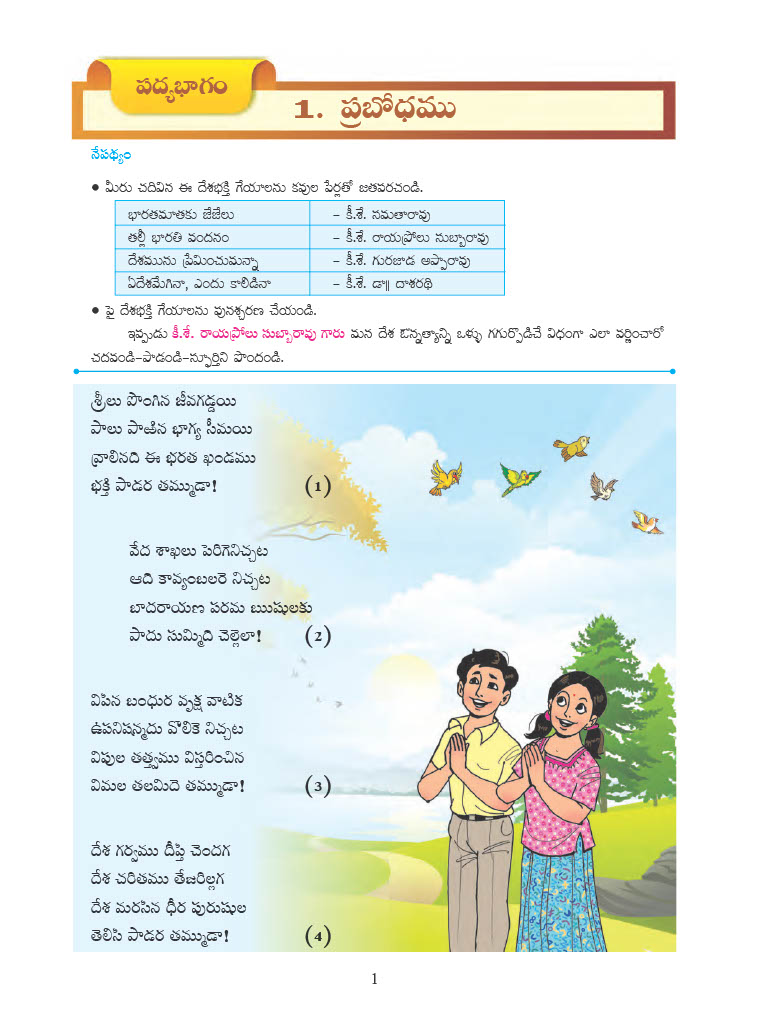 పద్యభాగం
1. ప్రబోధము
నేపథ్యం
● మీరు చదివిన ఈ దేశభక్తి గేయాలను కవుల పేర్లతో జతపరచండి.
భారతమాతకు జేజేలు – కీ.శే. నమతారావు
తల్లీ భారతి వందనం – కీ.శే. రాయప్రోలు సుబ్బారావు
దేశమును ప్రేమించుమన్నా – కీ.శే. గురజాడ అప్పారావు
ఏదేశమేగినా, ఎందు కాలిడినా – కీ.శే. డా॥ దాశరథి
● పై దేశభక్తి గేయాలను పునశ్చరణ చేయండి.
ఇప్పుడు కీ.శే. రాయప్రోలు సుబ్బారావు గారు మన దేశ ఔన్నత్యాన్ని ఒళ్ళు గగుర్పొడిచే విధంగా ఎలా వర్ణించారో
చదవండి-పాడండి-స్ఫూర్తిని పొందండి.
శ్రీలు పొంగిన జీవగడ్డయి
పాలు పాఱిన భాగ్య సీమయి
వ్రాలినది ఈ భరత ఖండము
భక్తి పాడర తమ్ముడా! (1)
వేద శాఖలు పెరిగెనిచ్చట
ఆది కావ్యంబలరె నిచ్చట
బాదరాయణ పరమ ఋషులకు
పాదు సుమ్మిది చెల్లెలా! (2)
విపిన బంధుర వృక్ష వాటిక
ఉపనిషన్మధు వొలికె నిచ్చట
విపుల తత్త్వము విస్తరించిన
విమల తలమిదె తమ్ముడా! (3)
దేశ గర్వము దీప్తి చెందగ
దేశ చరితము తేజరిల్లగ
దేశ మరసిన ధీర పురుషుల
తెలిసి పాడర తమ్ముడా! (4)
1